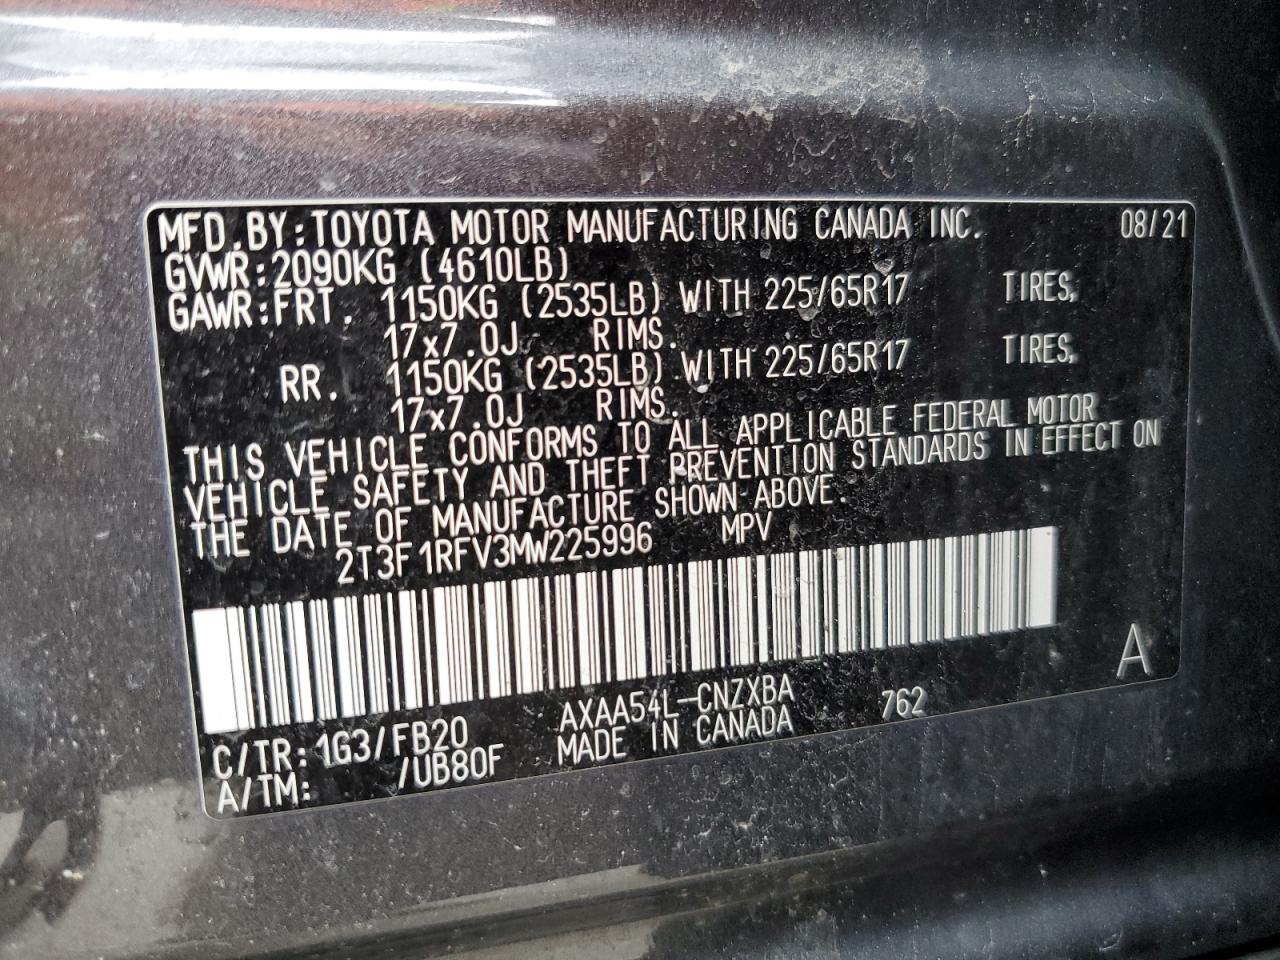 MFD.BY:TOYOTA MOTOR MANUFACTURING CANADA INC. 08/21
GVWR:2090KG (4610LB)
GAWR:FRT. 1150KG (2535LB) WITH 225/65R17 TIRES,
17x7.0J RIMS.
RR. 1150KG (2535LB) WITH 225/65R17 TIRES,
17x7.0J RIMS.
THIS VEHICLE CONFORMS TO ALL APPLICABLE FEDERAL MOTOR
VEHICLE SAFETY AND THEFT PREVENTION STANDARDS IN EFFECT ON
THE DATE OF MANUFACTURE SHOWN ABOVE.
2T3F1RFV3MW225996 MPV
A
C/TR:1G3/FB20 AXAA54L-CNZXBA 762
A/TM: /UB80F MADE IN CANADA